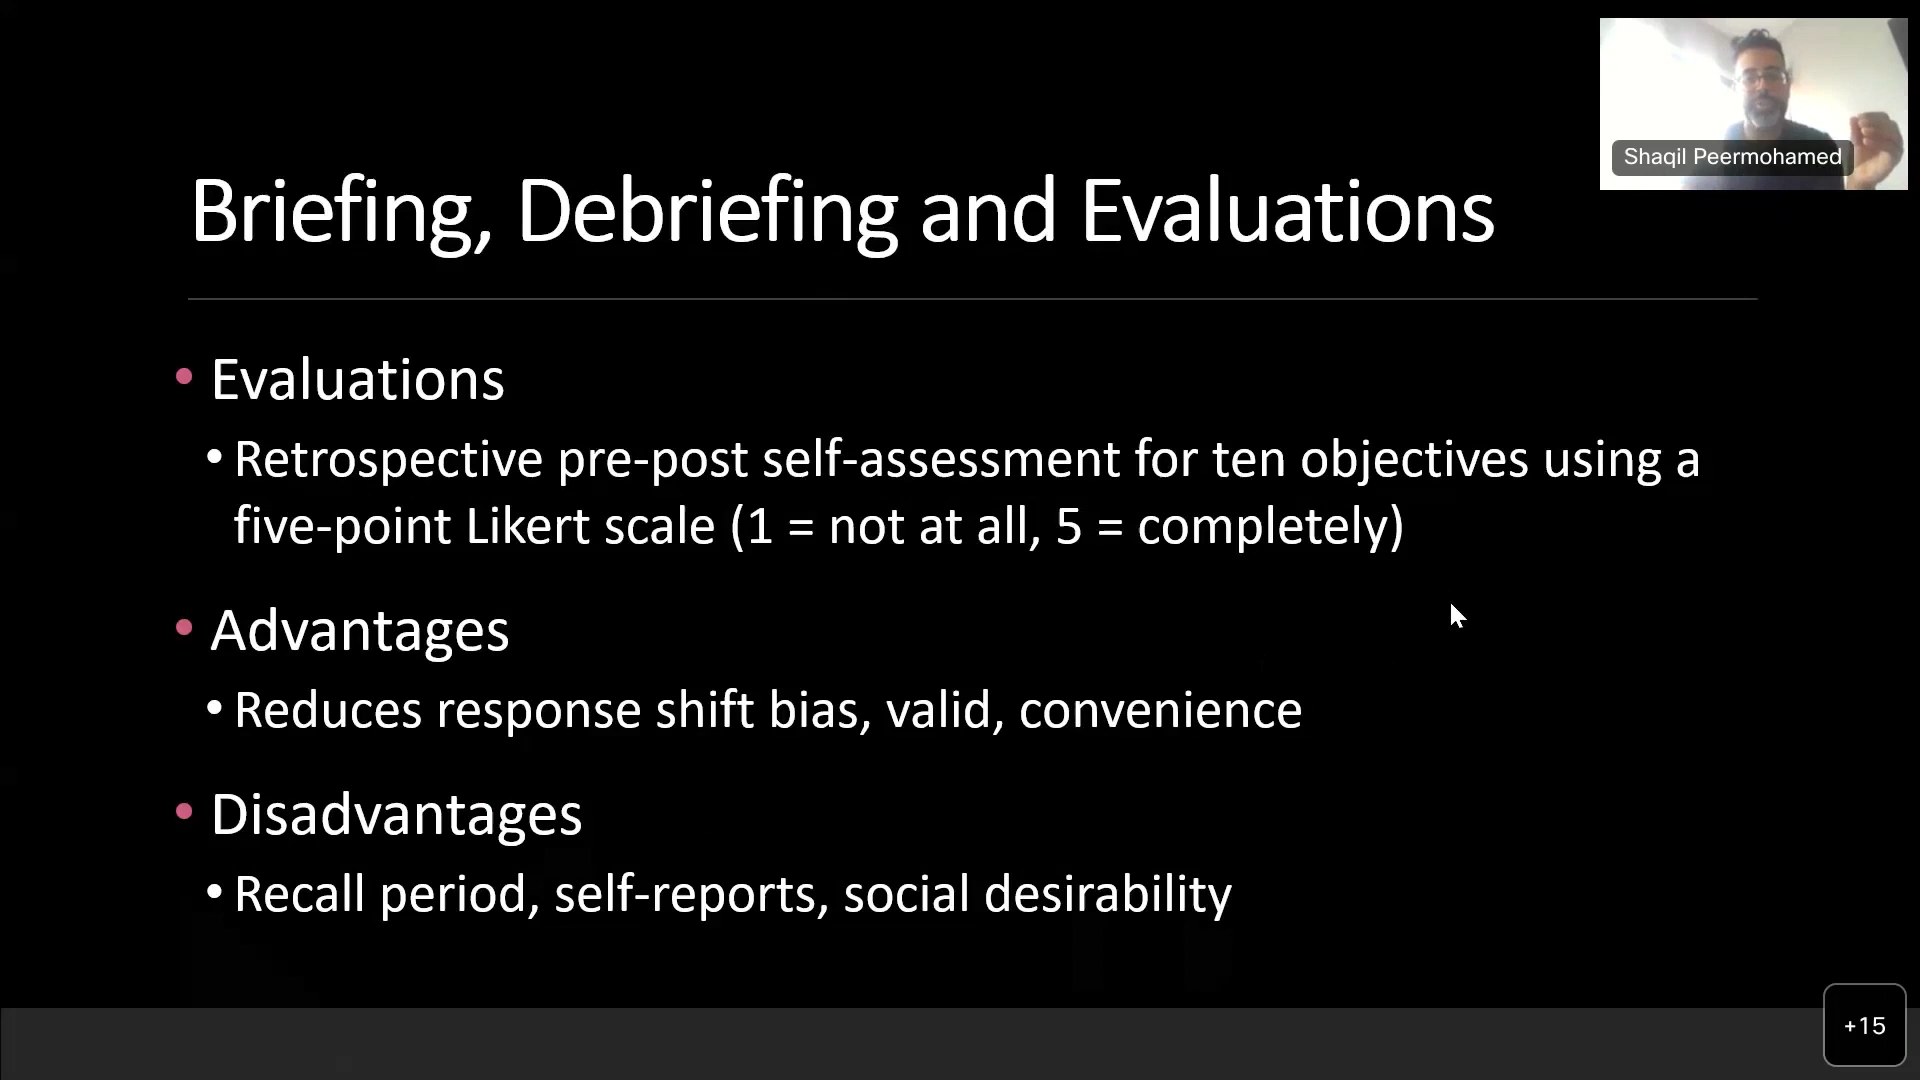 Shaqil Peermohamed
Briefing, Debriefing and Evaluations
• Evaluations
• Retrospective pre-post self-assessment for ten objectives using a
five-point Likert scale (1 = not at all, 5 = completely)
• Advantages
• Reduces response shift bias, valid, convenience
• Disadvantages
• Recall period, self-reports, social desirability
+15